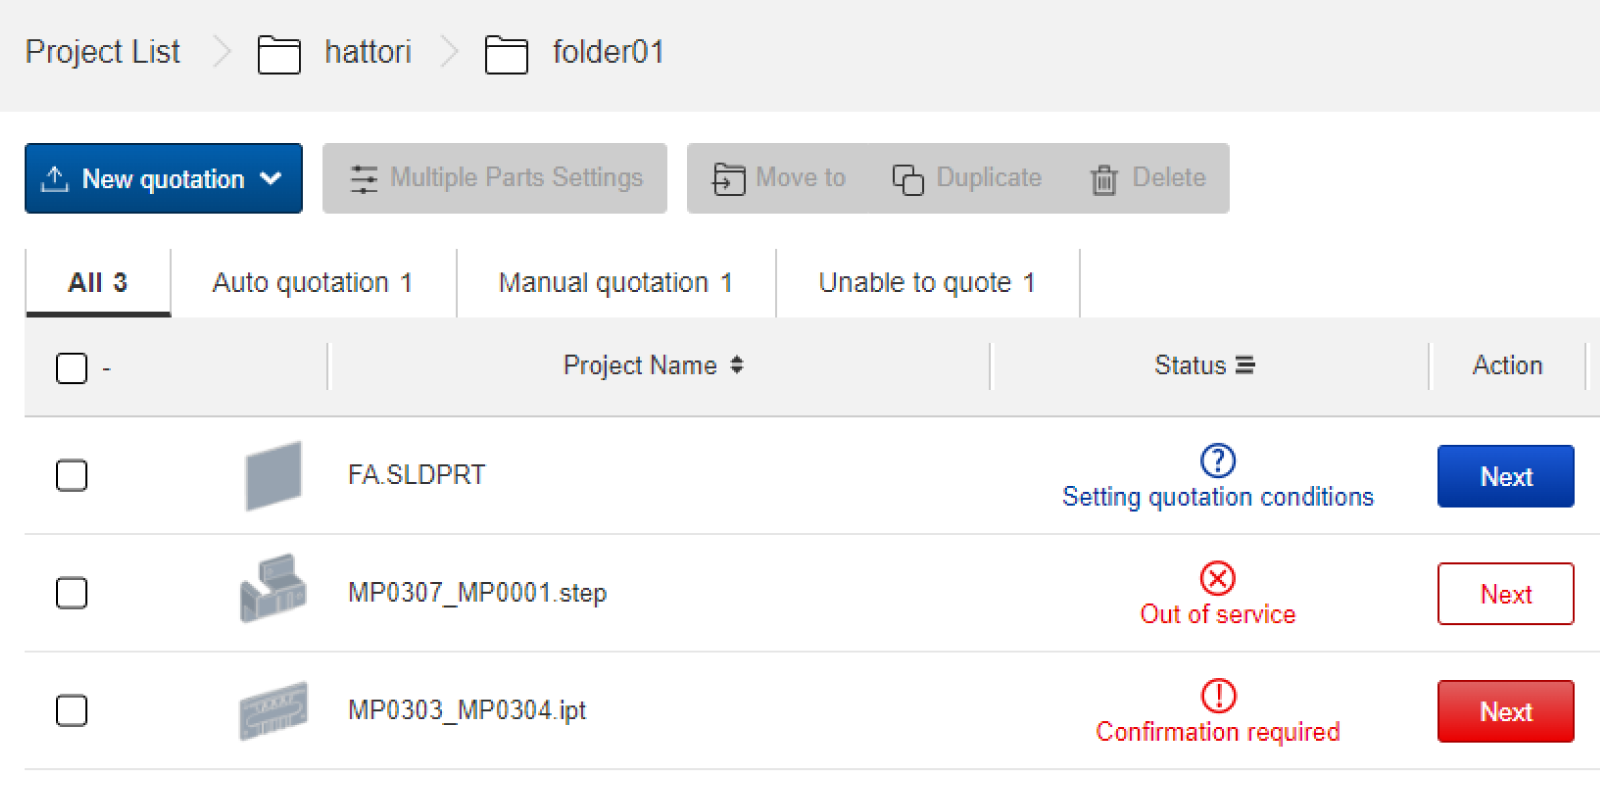 Project List hattori folder01
New quotation Multiple Parts Settings Move to Duplicate Delete
All 3 Auto quotation 1 Manual quotation 1 Unable to quote 1
- Project Name Status Action
FA.SLDPRT Setting quotation conditions Next
MP0307_MP0001.step Out of service Next
MP0303_MP0304.ipt Confirmation required Next